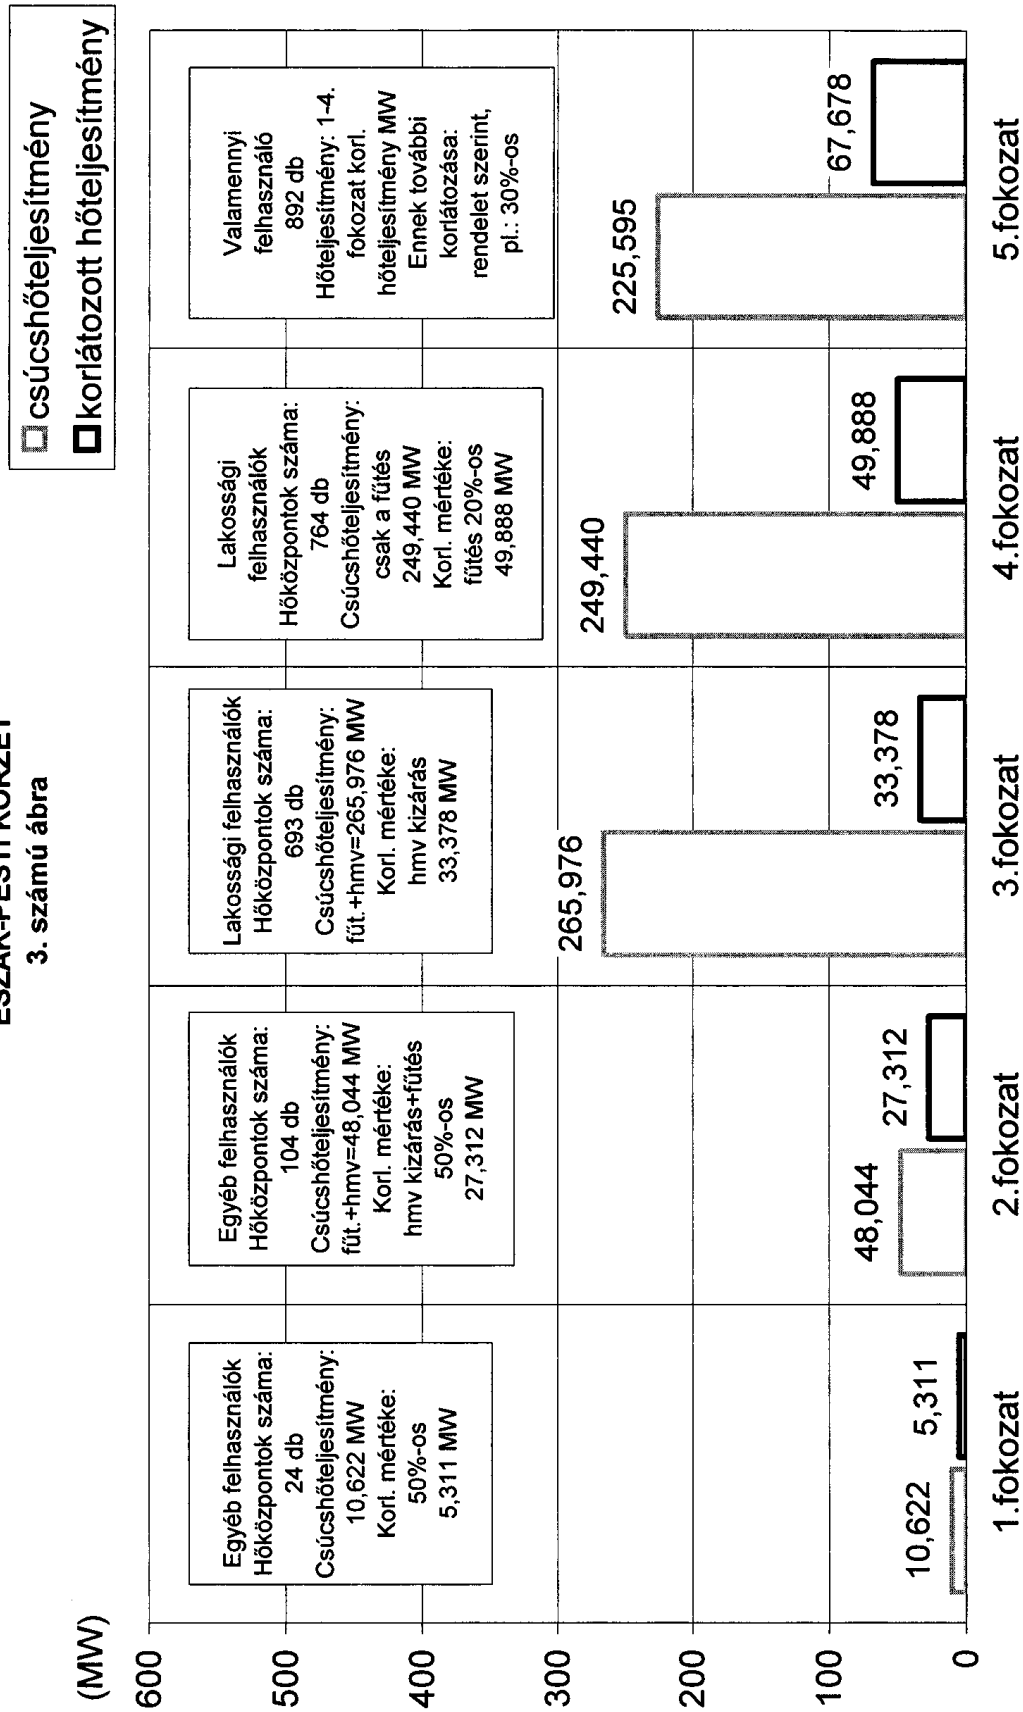 ÉSZAK-PESTI KÖRZET
3. számú ábra
csúcshőteljesítmény
korlátozott hőteljesítmény
(MW)
600
500
400
300
200
100
0
Egyéb felhasználók
Hőközpontok száma:
24 db
Csúcshőteljesítmény:
10,622 MW
Korl. mértéke:
50%-os
5,311 MW
Egyéb felhasználók
Hőközpontok száma:
104 db
Csúcshőteljesítmény:
fűt.+hmv=48,044 MW
Korl. mértéke:
hmv kizárás+fűtés
50%-os
27,312 MW
Lakossági felhasználók
Hőközpontok száma:
693 db
Csúcshőteljesítmény:
fűt.+hmv=265,976 MW
Korl. mértéke:
hmv kizárás
33,378 MW
Lakossági
felhasználók
Hőközpontok száma:
764 db
Csúcshőteljesítmény:
csak a fűtés
249,440 MW
Korl. mértéke:
fűtés 20%-os
49,888 MW
Valamennyi
felhasználó
892 db
Hőteljesítmény: 1-4.
fokozat korl.
hőteljesítmény MW
Ennek további
korlátozása:
rendelet szerint,
pl.: 30%-os
10,622
5,311
48,044
27,312
265,976
33,378
249,440
49,888
225,595
67,678
1.fokozat
2.fokozat
3.fokozat
4.fokozat
5.fokozat